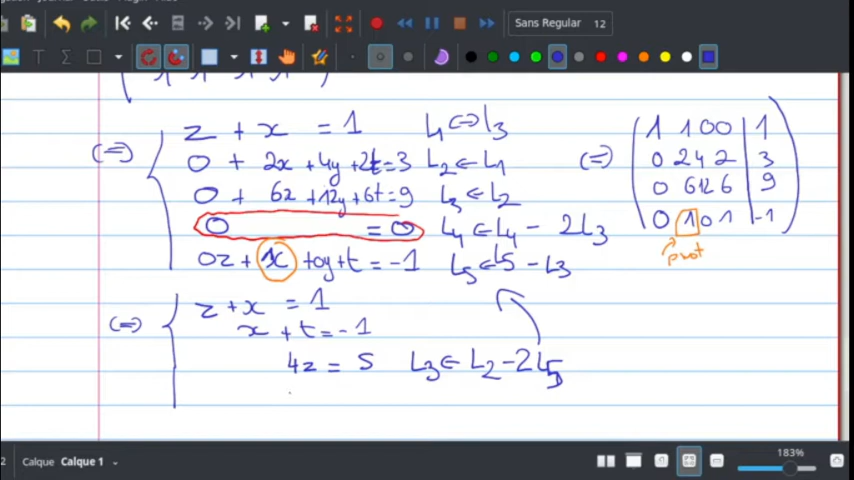 Sans Regular 12
z + x = 1 L1 <=> L3
(=) 0 + 2x + 4y + 2t = 3 L2 ← L1
0 + 6x + 12y + 6t = 9 L3 ← L2
0 = 0 L4 ← L4 - 2L3
0z + x + 0y + t = -1 L5 ← L5 - L3
(=) 1 1 0 0 | 1
0 2 4 2 | 3
0 6 12 6 | 9
0 1 0 1 | -1
pivot
z + x = 1
(=) x + t = -1
4z = 5 L3 ← L2 - 2L5
2 Calque Calque 1 183%